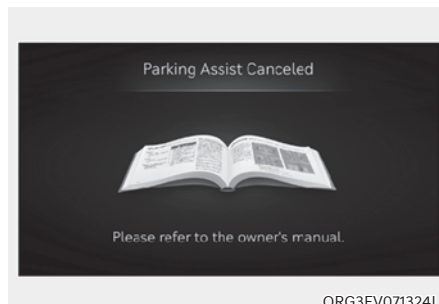 Parking Assist Canceled
Please refer to the owner's manual.
ORG3EV071324L